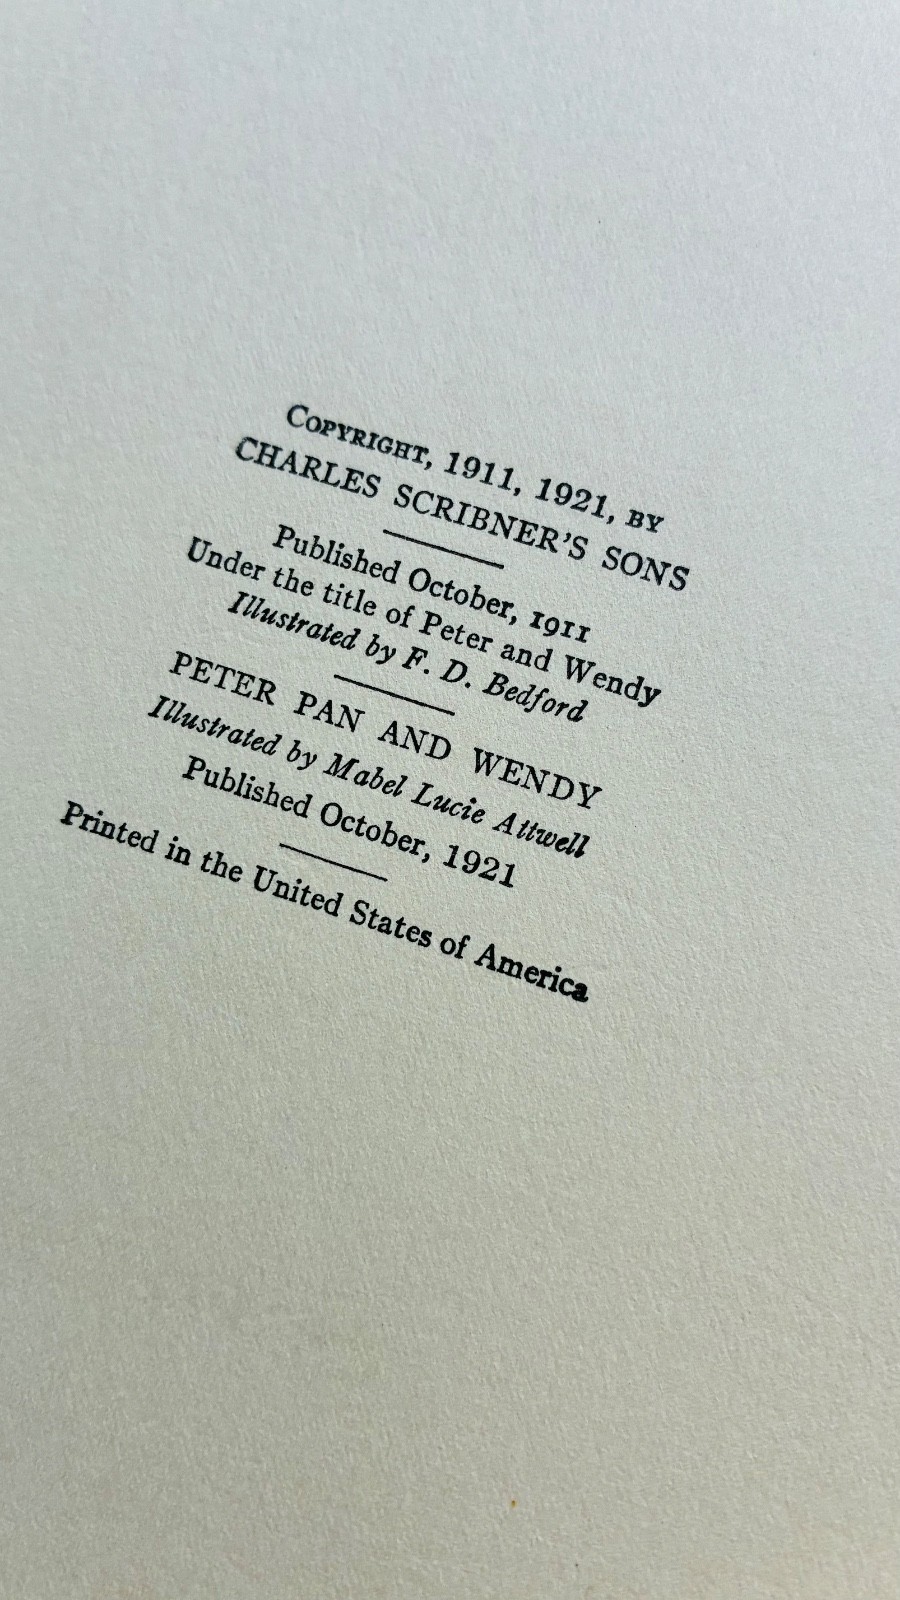 COPYRIGHT, 1911, 1921, BY
CHARLES SCRIBNER'S SONS
Published October, 1911
Under the title of Peter and Wendy
Illustrated by F. D. Bedford
PETER PAN AND WENDY
Illustrated by Mabel Lucie Attwell
Published October, 1921
Printed in the United States of America